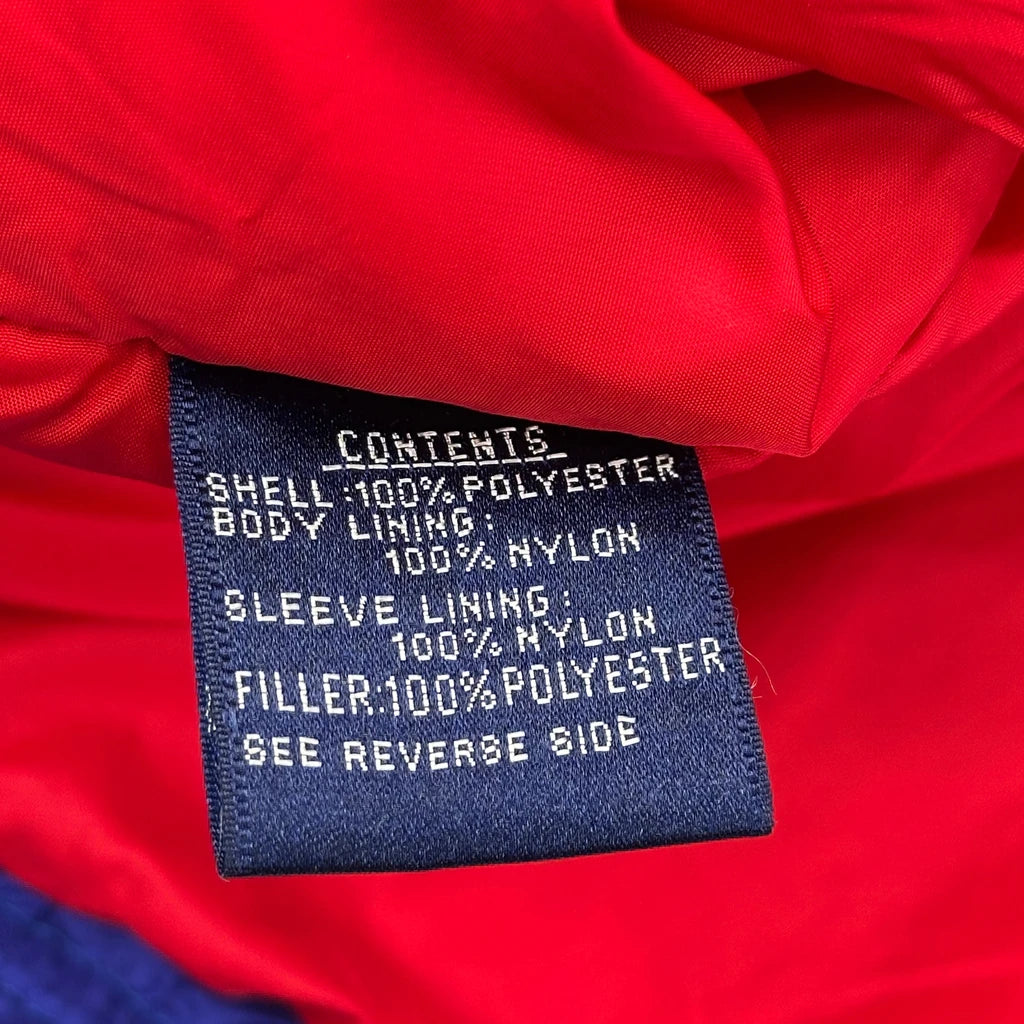 CONTENTS
SHELL:100% POLYESTER
BODY LINING:
100% NYLON
SLEEVE LINING:
100% NYLON
FILLER:100% POLYESTER
SEE REVERSE SIDE